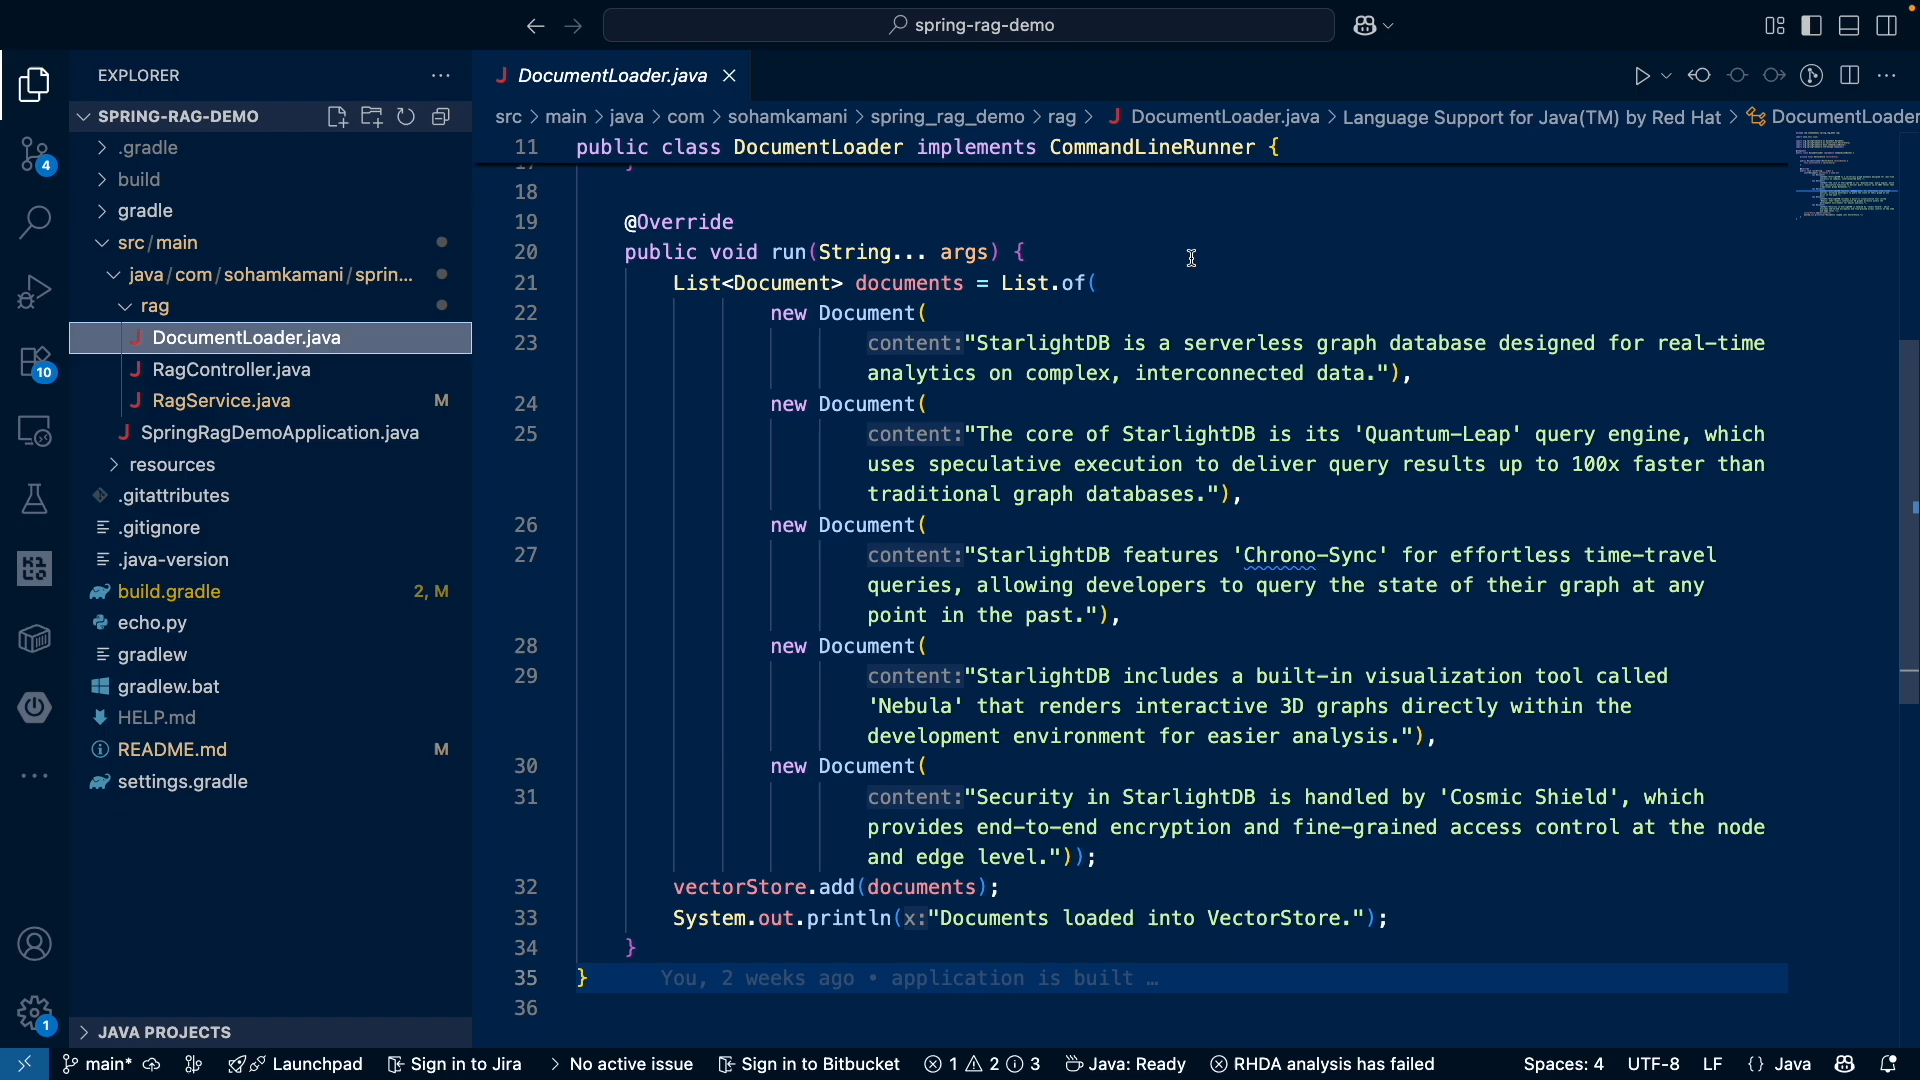 spring-rag-demo
EXPLORER
SPRING-RAG-DEMO
.gradle
build
gradle
src/main
java/com/sohamkamani/sprin...
rag
DocumentLoader.java
RagController.java
RagService.java M
SpringRagDemoApplication.java
resources
.gitattributes
.gitignore
.java-version
build.gradle 2, M
echo.py
gradlew
gradlew.bat
HELP.md
README.md M
settings.gradle
JAVA PROJECTS
4
10
1
DocumentLoader.java
src > main > java > com > sohamkamani > spring_rag_demo > rag > DocumentLoader.java > Language Support for Java(TM) by Red Hat > DocumentLoader
11 public class DocumentLoader implements CommandLineRunner {
17 }
18
19 @Override
20 public void run(String... args) {
21 List<Document> documents = List.of(
22 new Document(
23 content:"StarlightDB is a serverless graph database designed for real-time
analytics on complex, interconnected data."),
24 new Document(
25 content:"The core of StarlightDB is its 'Quantum-Leap' query engine, which
uses speculative execution to deliver query results up to 100x faster than
traditional graph databases."),
26 new Document(
27 content:"StarlightDB features 'Chrono-Sync' for effortless time-travel
queries, allowing developers to query the state of their graph at any
point in the past."),
28 new Document(
29 content:"StarlightDB includes a built-in visualization tool called
'Nebula' that renders interactive 3D graphs directly within the
development environment for easier analysis."),
30 new Document(
31 content:"Security in StarlightDB is handled by 'Cosmic Shield', which
provides end-to-end encryption and fine-grained access control at the node
and edge level."));
32 vectorStore.add(documents);
33 System.out.println(x:"Documents loaded into VectorStore.");
34 }
35 } You, 2 weeks ago • application is built …
36
main* Launchpad Sign in to Jira > No active issue Sign in to Bitbucket 1 2 3 Java: Ready RHDA analysis has failed Spaces: 4 UTF-8 LF {} Java